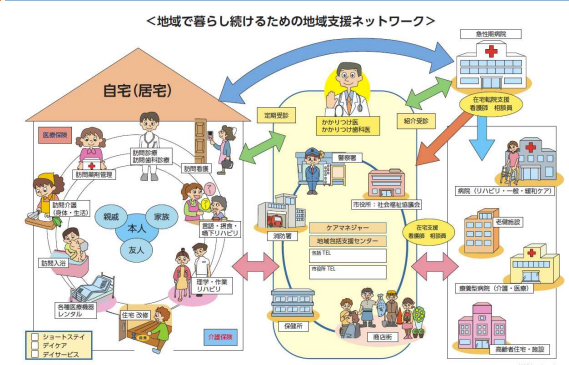 ＜地域で暮らし続けるための地域支援ネットワーク＞
急性期病院
自宅（居宅）
在宅転院支援
看護師　相談員
かかりつけ医
かかりつけ歯科医
定期受診
紹介受診
医療保険
訪問診療
訪問歯科診療
訪問薬剤管理
訪問看護
警察署
病院（リハビリ・一般・緩和ケア）
訪問介護
（身体・生活）
親戚
家族
本人
友人
言語・摂食・
嚥下リハビリ
市役所：社会福祉協議会
消防署
ケアマネジャー
地域包括支援センター
包括 TEL
市役所 TEL
在宅支援
看護師　相談員
老健施設
訪問入浴
理学・作業
リハビリ
療養型病院（介護・医療）
各種医療機器
レンタル
住宅 改修
保健所
商店街
介護保険
高齢者住宅・施設
ショートステイ
デイケア
デイサービス